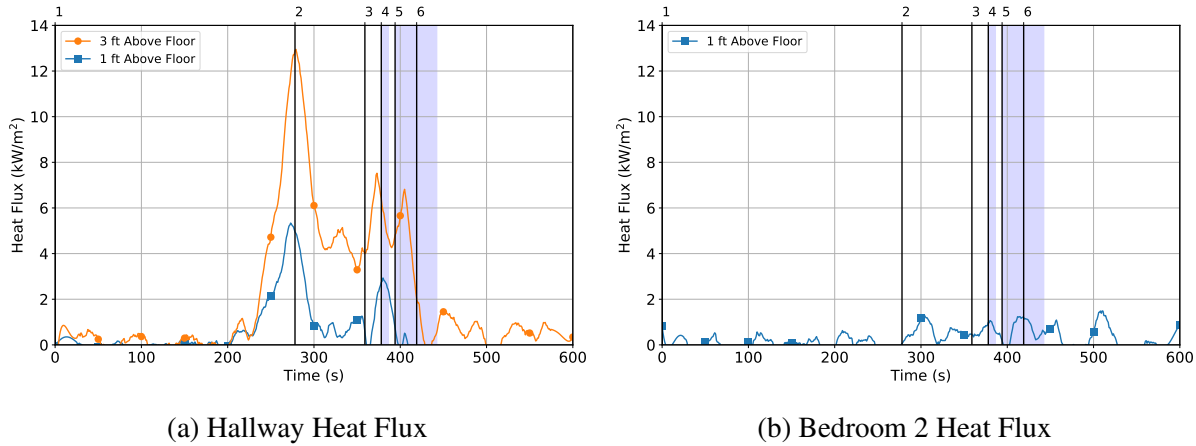 1 2 3 4 5 6
14
12
10
8
6
4
2
0
Heat Flux (kW/m²)
3 ft Above Floor
1 ft Above Floor
0 100 200 300 400 500 600
Time (s)
(a) Hallway Heat Flux
1 2 3 4 5 6
14
12
10
8
6
4
2
0
Heat Flux (kW/m²)
1 ft Above Floor
0 100 200 300 400 500 600
Time (s)
(b) Bedroom 2 Heat Flux